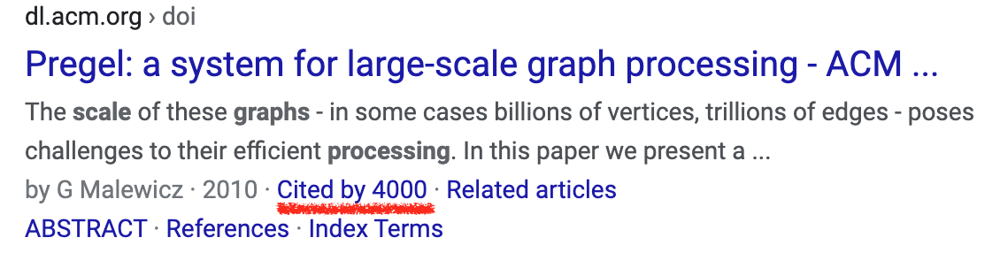 dl.acm.org › doi
Pregel: a system for large-scale graph processing - ACM ...
The scale of these graphs - in some cases billions of vertices, trillions of edges - poses
challenges to their efficient processing. In this paper we present a ...
by G Malewicz · 2010 · Cited by 4000 · Related articles
ABSTRACT · References · Index Terms